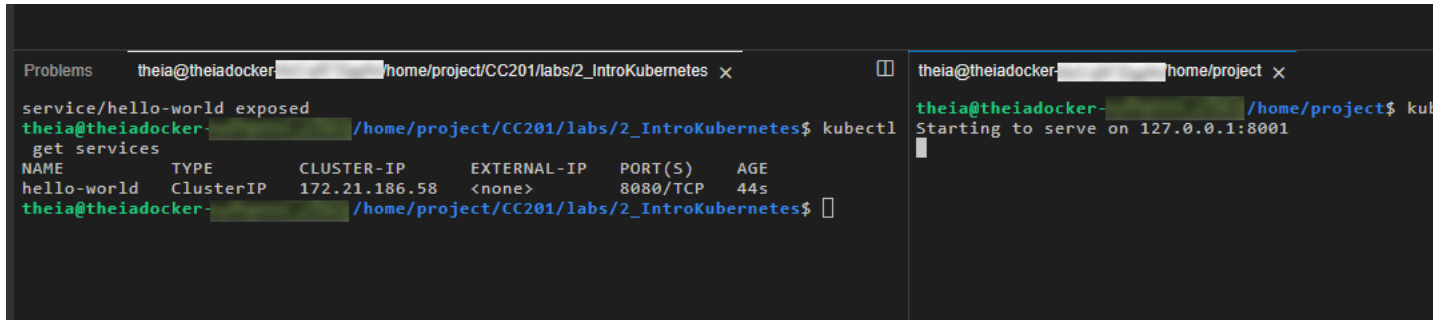 Problems theia@theiadocker- /home/project/CC201/labs/2_IntroKubernetes ×
service/hello-world exposed
theia@theiadocker- /home/project/CC201/labs/2_IntroKubernetes$ kubectl
get services
NAME TYPE CLUSTER-IP EXTERNAL-IP PORT(S) AGE
hello-world ClusterIP 172.21.186.58 <none> 8080/TCP 44s
theia@theiadocker- /home/project/CC201/labs/2_IntroKubernetes$
theia@theiadocker- /home/project ×
theia@theiadocker- /home/project$
Starting to serve on 127.0.0.1:8001